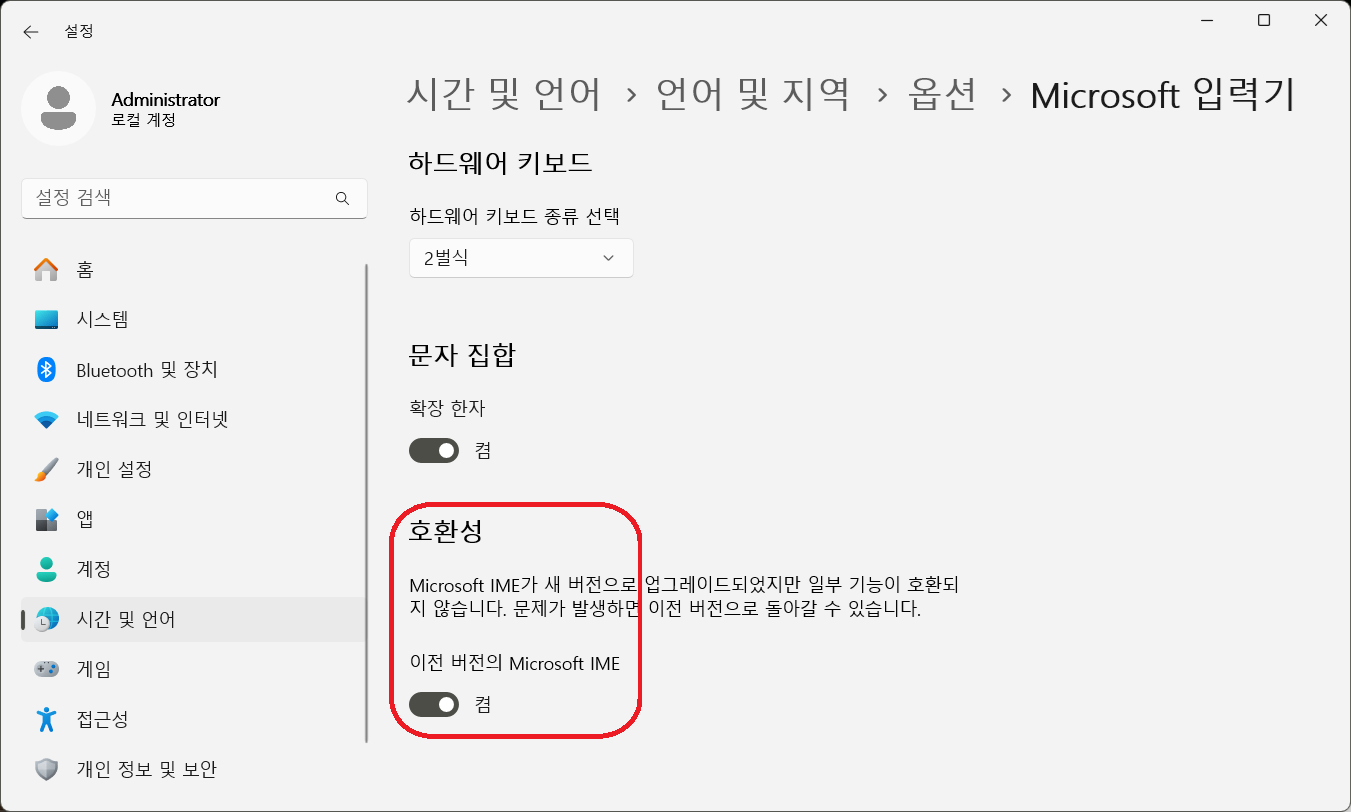 설정
Administrator
로컬 계정
설정 검색
홈
시스템
Bluetooth 및 장치
네트워크 및 인터넷
개인 설정
앱
계정
시간 및 언어
게임
접근성
개인 정보 및 보안
시간 및 언어 > 언어 및 지역 > 옵션 > Microsoft 입력기
하드웨어 키보드
하드웨어 키보드 종류 선택
2벌식
문자 집합
확장 한자
켬
호환성
Microsoft IME가 새 버전으로 업그레이드되었지만 일부 기능이 호환되
지 않습니다. 문제가 발생하면 이전 버전으로 돌아갈 수 있습니다.
이전 버전의 Microsoft IME
켬